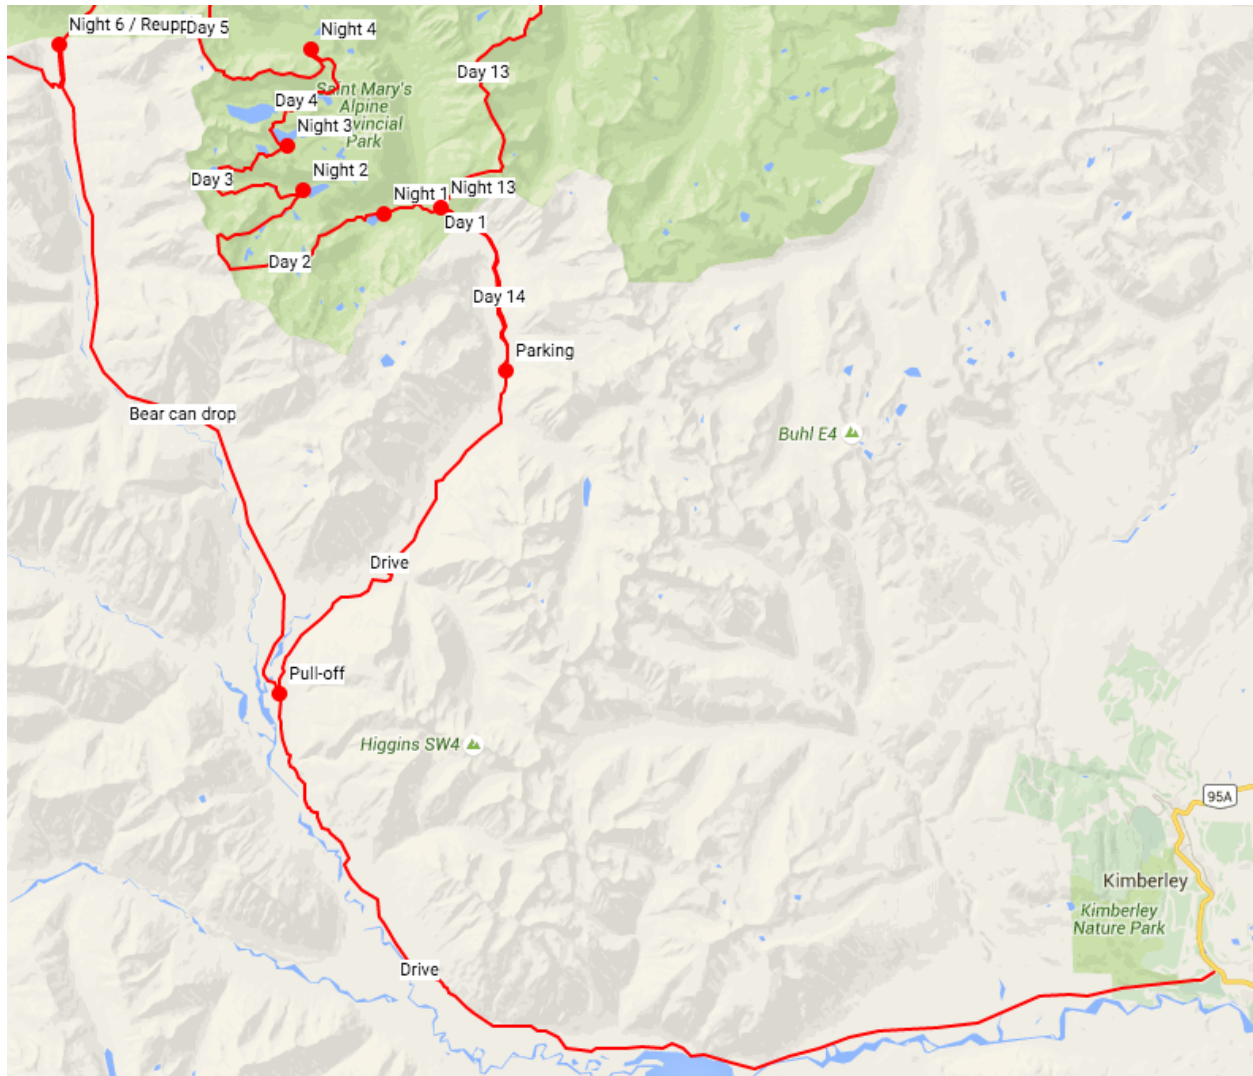 Night 6 / Reupp
Day 5
Night 4
Day 13
Saint Mary's
Alpine
Provincial
Park
Day 4
Night 3
Night 2
Day 3
Night 1
Night 13
Day 1
Day 2
Day 14
Parking
Bear can drop
Buhl E4
Drive
Pull-off
Higgins SW4
95A
Kimberley
Kimberley
Nature Park
Drive